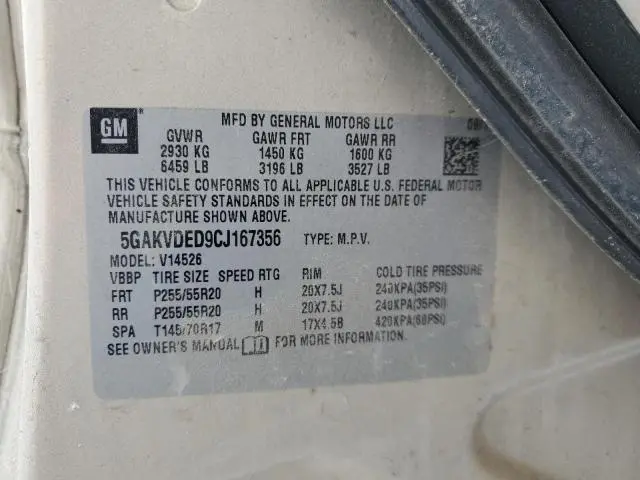 GM ® MFD BY GENERAL MOTORS LLC
GVWR GAWR FRT GAWR RR
2930 KG 1450 KG 1600 KG
6459 LB 3196 LB 3527 LB
THIS VEHICLE CONFORMS TO ALL APPLICABLE U.S. FEDERAL MOTOR
VEHICLE SAFETY STANDARDS IN EFFECT ON THE DATE OF
MANUFACTURE SHOWN ABOVE.
5GAKVDED9CJ167356 TYPE: M.P.V.
MODEL: V14526
VBBP TIRE SIZE SPEED RTG RIM COLD TIRE PRESSURE
FRT P255/55R20 H 20X7.5J 240KPA(35PSI)
RR P255/55R20 H 20X7.5J 240KPA(35PSI)
SPA T145/70R17 M 17X4.5B 420KPA(60PSI)
SEE OWNER'S MANUAL FOR MORE INFORMATION.